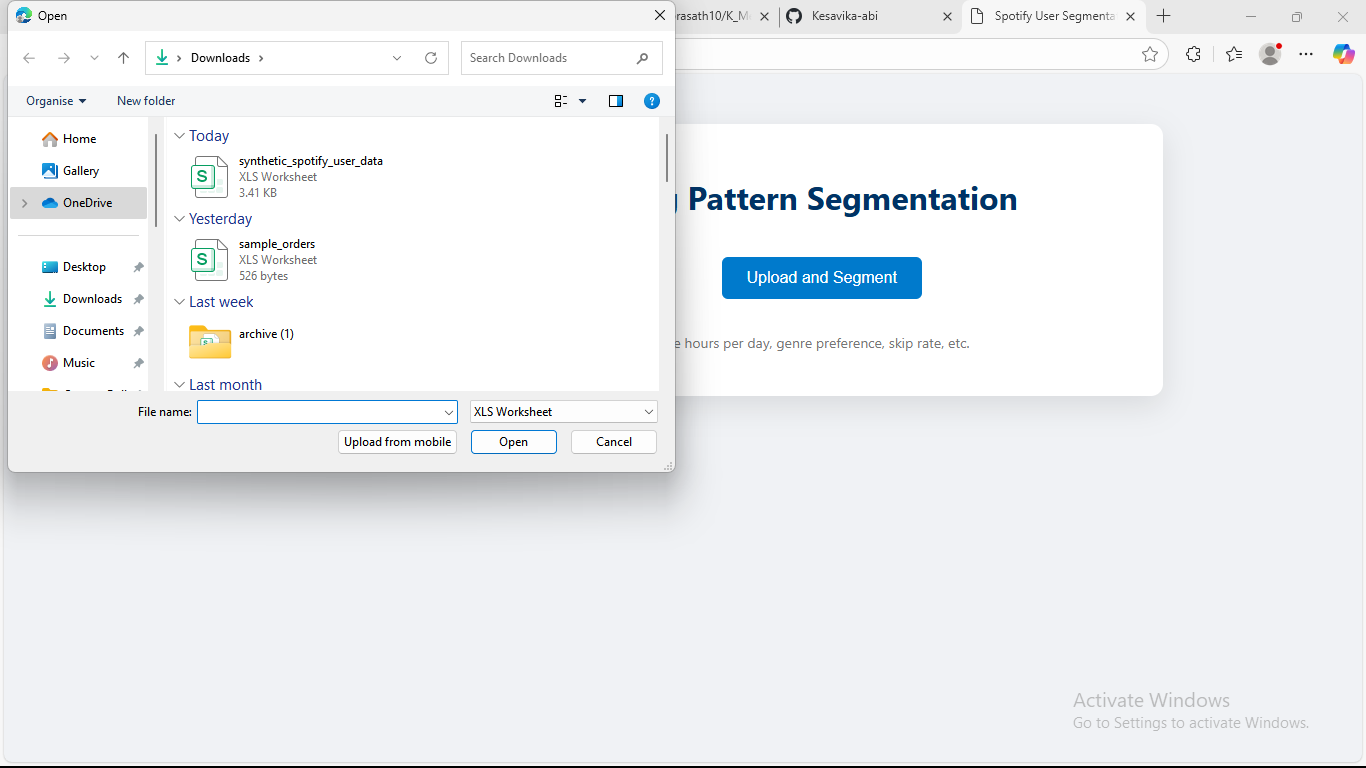 Open
rasath10/K_M
Kesavika-abi
Spotify User Segmenta
Downloads
Search Downloads
Organise
New folder
Home
Gallery
OneDrive
Desktop
Downloads
Documents
Music
Today
synthetic_spotify_user_data
XLS Worksheet
3.41 KB
Yesterday
sample_orders
XLS Worksheet
526 bytes
Last week
archive (1)
Last month
File name:
XLS Worksheet
Upload from mobile
Open
Cancel
Pattern Segmentation
Upload and Segment
e hours per day, genre preference, skip rate, etc.
Activate Windows
Go to Settings to activate Windows.